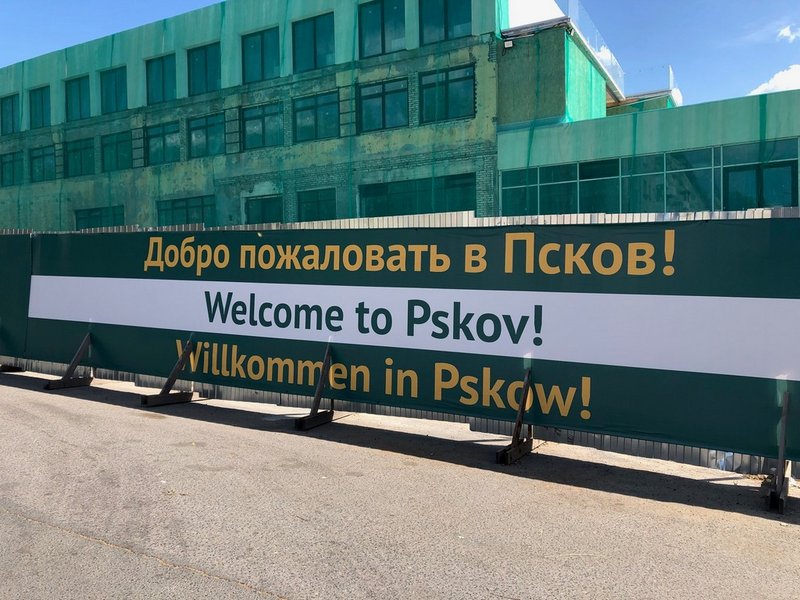 Добро пожаловать в Псков!
Welcome to Pskov!
Willkommen in Pskow!